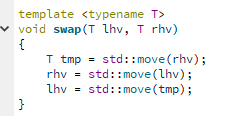 template <typename T>
void swap(T lhv, T rhv)
{
    T tmp = std::move(rhv);
    rhv = std::move(lhv);
    lhv = std::move(tmp);
}